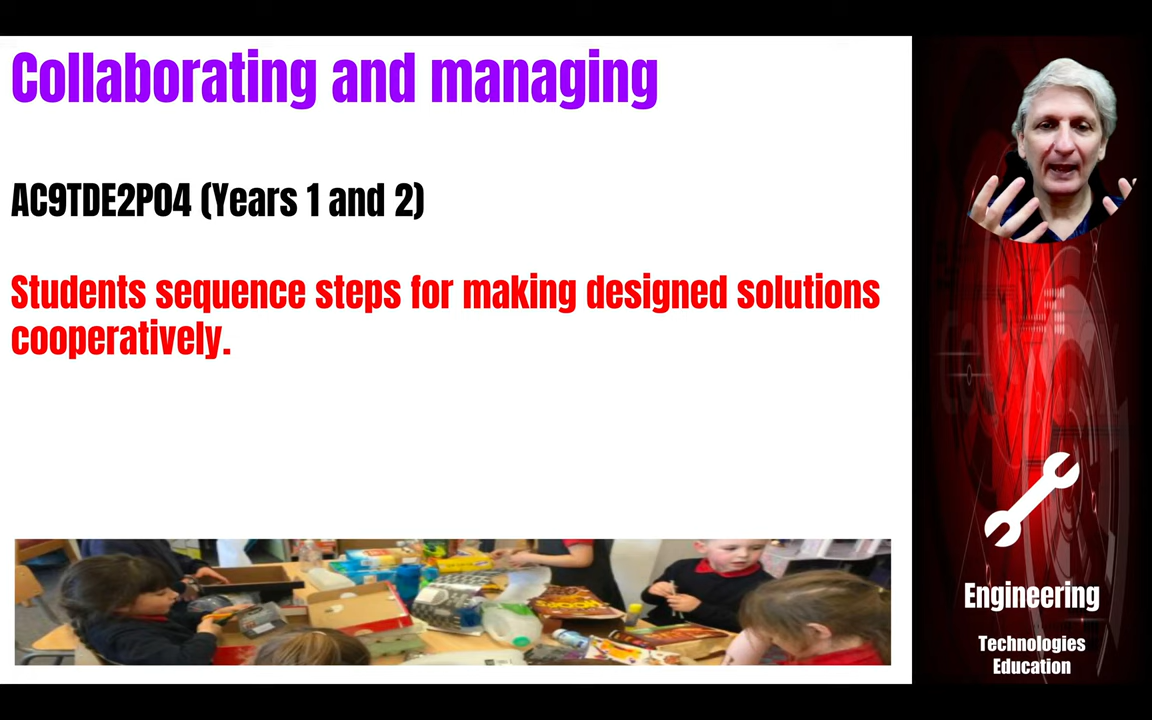 Collaborating and managing
AC9TDE2P04 (Years 1 and 2)
Students sequence steps for making designed solutions
cooperatively.
Engineering
Technologies
Education